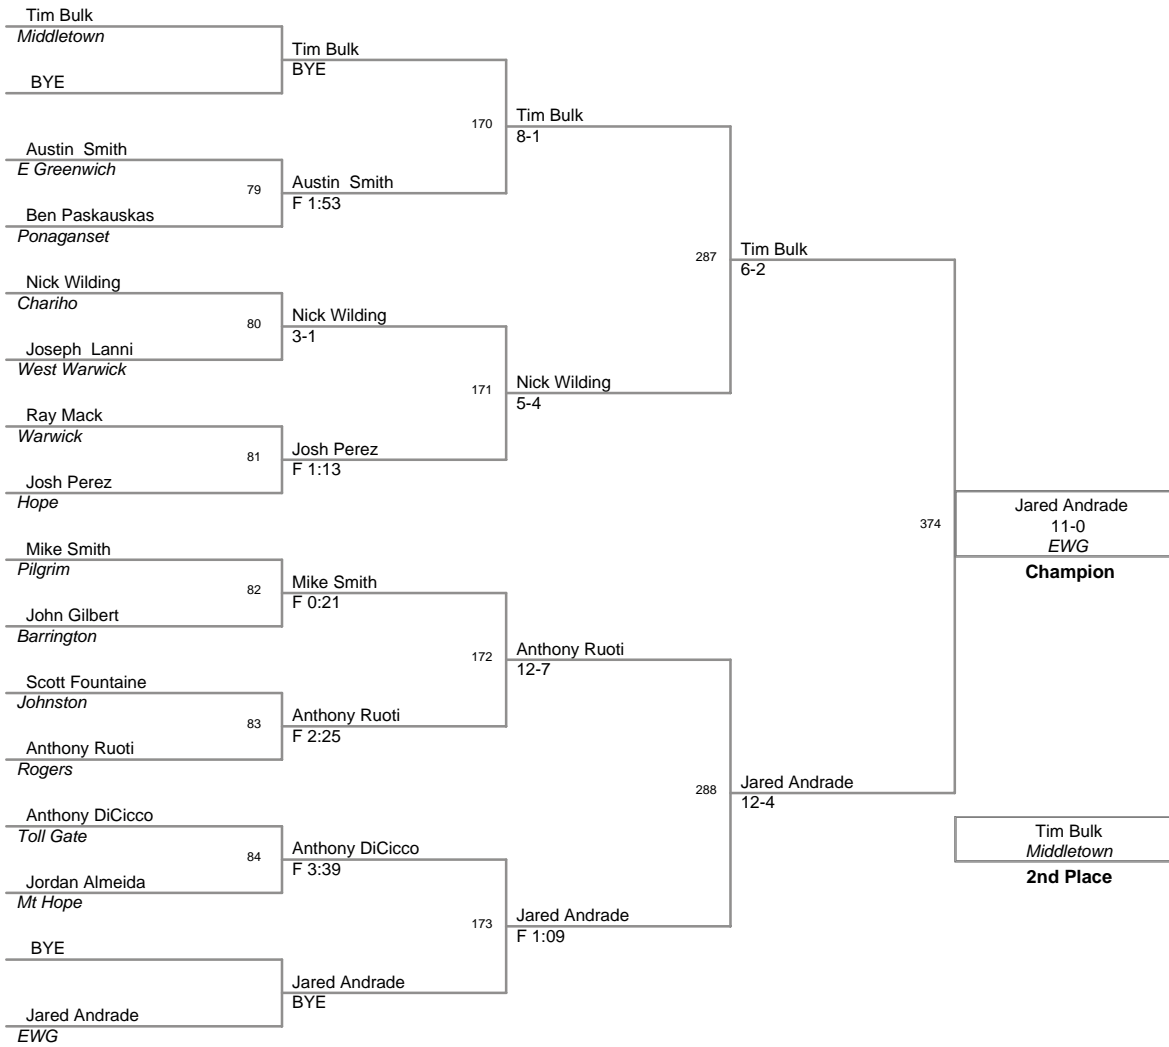 Tim Bulk
Middletown
BYE
Austin  Smith
E Greenwich
79
Ben Paskauskas
Ponaganset
Nick Wilding
Chariho
80
Joseph  Lanni
West Warwick
Ray Mack
Warwick
81
Josh Perez
Hope
Mike Smith
Pilgrim
82
John Gilbert
Barrington
Scott Fountaine
Johnston
83
Anthony Ruoti
Rogers
Anthony DiCicco
Toll Gate
84
Jordan Almeida
Mt Hope
BYE
Jared Andrade
EWG
Tim Bulk
BYE
170
Austin  Smith
F 1:53
Nick Wilding
3-1
171
Josh Perez
F 1:13
Mike Smith
F 0:21
172
Anthony Ruoti
F 2:25
Anthony DiCicco
F 3:39
173
Jared Andrade
BYE
Tim Bulk
8-1
287
Nick Wilding
5-4
Anthony Ruoti
12-7
288
Jared Andrade
F 1:09
Tim Bulk
6-2
374
Jared Andrade
12-4
Jared Andrade
11-0
EWG
Champion
Tim Bulk
Middletown
2nd Place